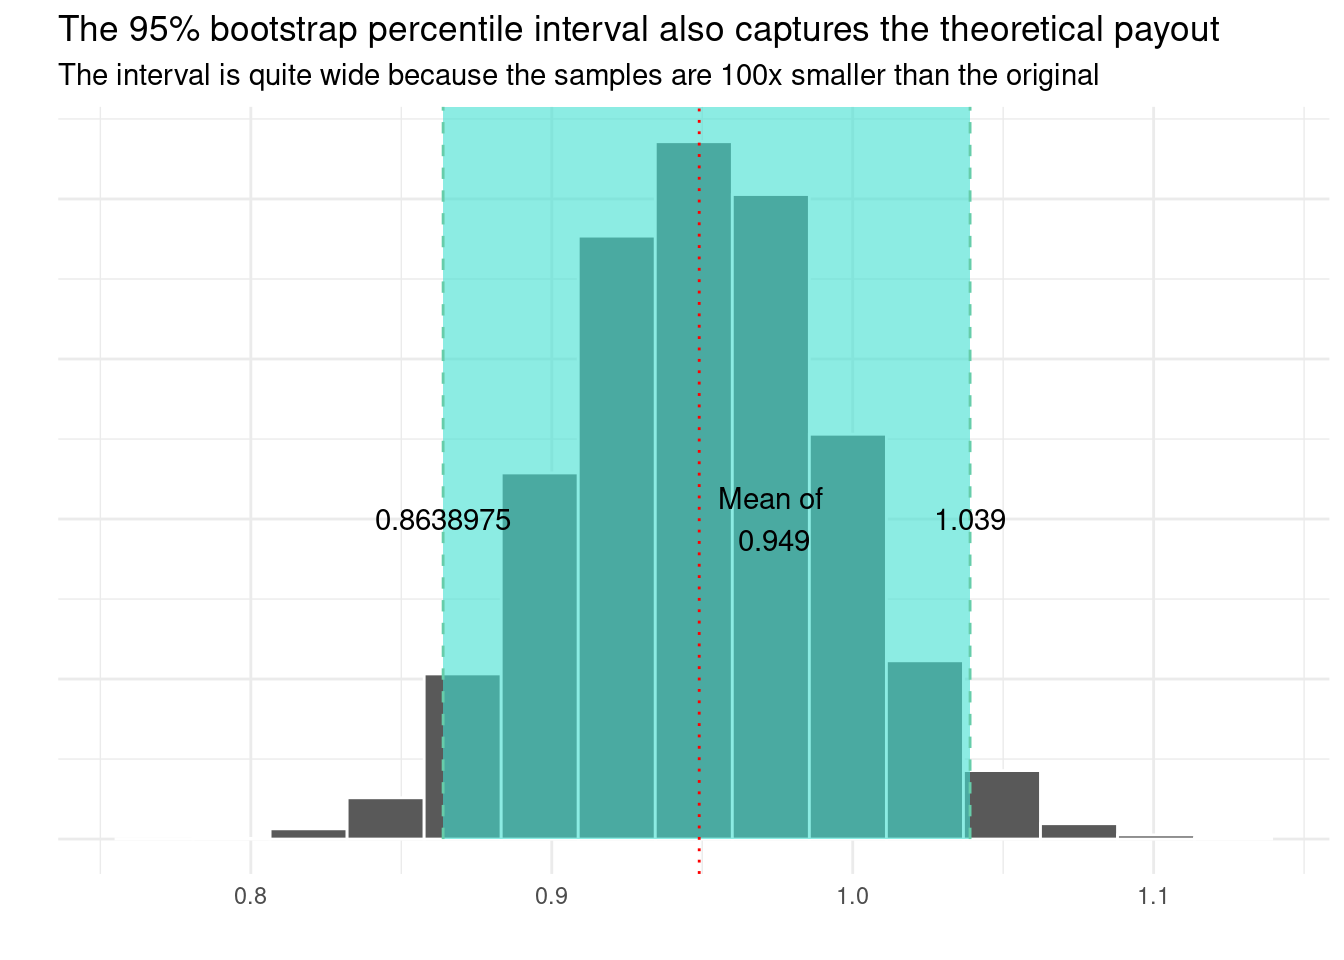 The 95% bootstrap percentile interval also captures the theoretical payout
The interval is quite wide because the samples are 100x smaller than the original
Mean of
0.949
0.8638975
1.039
0.8
0.9
1.0
1.1